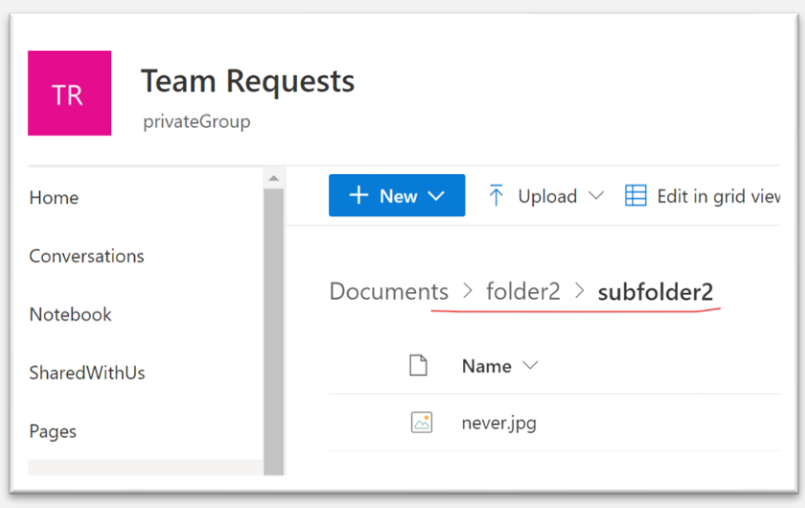 TR
Team Requests
privateGroup
Home
Conversations
Notebook
SharedWithUs
Pages
New Upload Edit in grid view
Documents > folder2 > subfolder2
Name
never.jpg